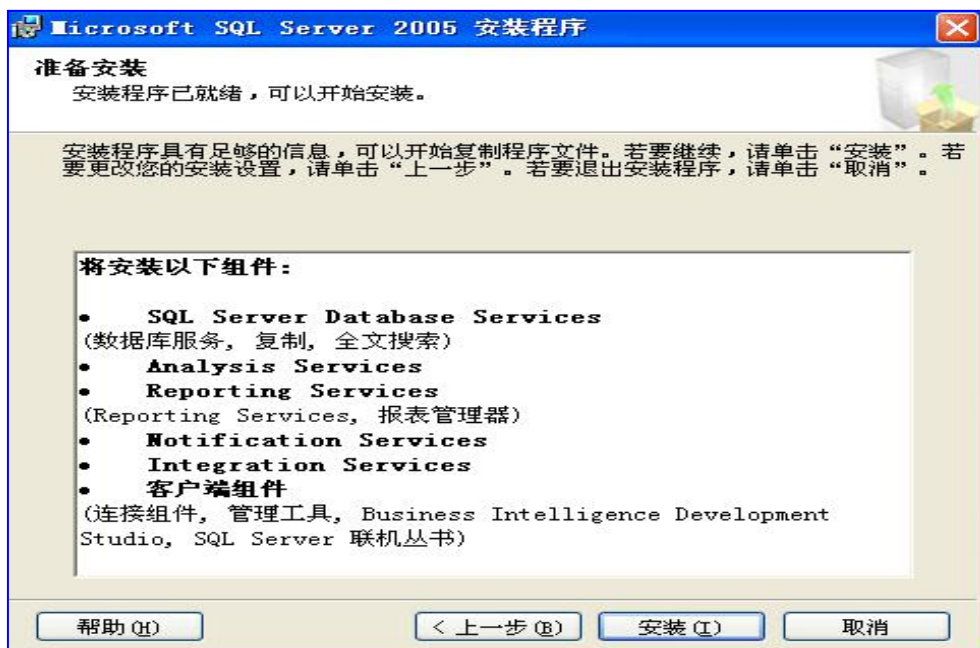 Microsoft SQL Server 2005 安装程序
准备安装
安装程序已就绪，可以开始安装。
安装程序具有足够的信息，可以开始复制程序文件。若要继续，请单击“安装”。若
要更改您的安装设置，请单击“上一步”。若要退出安装程序，请单击“取消”。
将安装以下组件:
• SQL Server Database Services
(数据库服务, 复制, 全文搜索)
• Analysis Services
• Reporting Services
(Reporting Services, 报表管理器)
• Notification Services
• Integration Services
• 客户端组件
(连接组件, 管理工具, Business Intelligence Development
Studio, SQL Server 联机丛书)
帮助(H) < 上一步(B) 安装(I) 取消